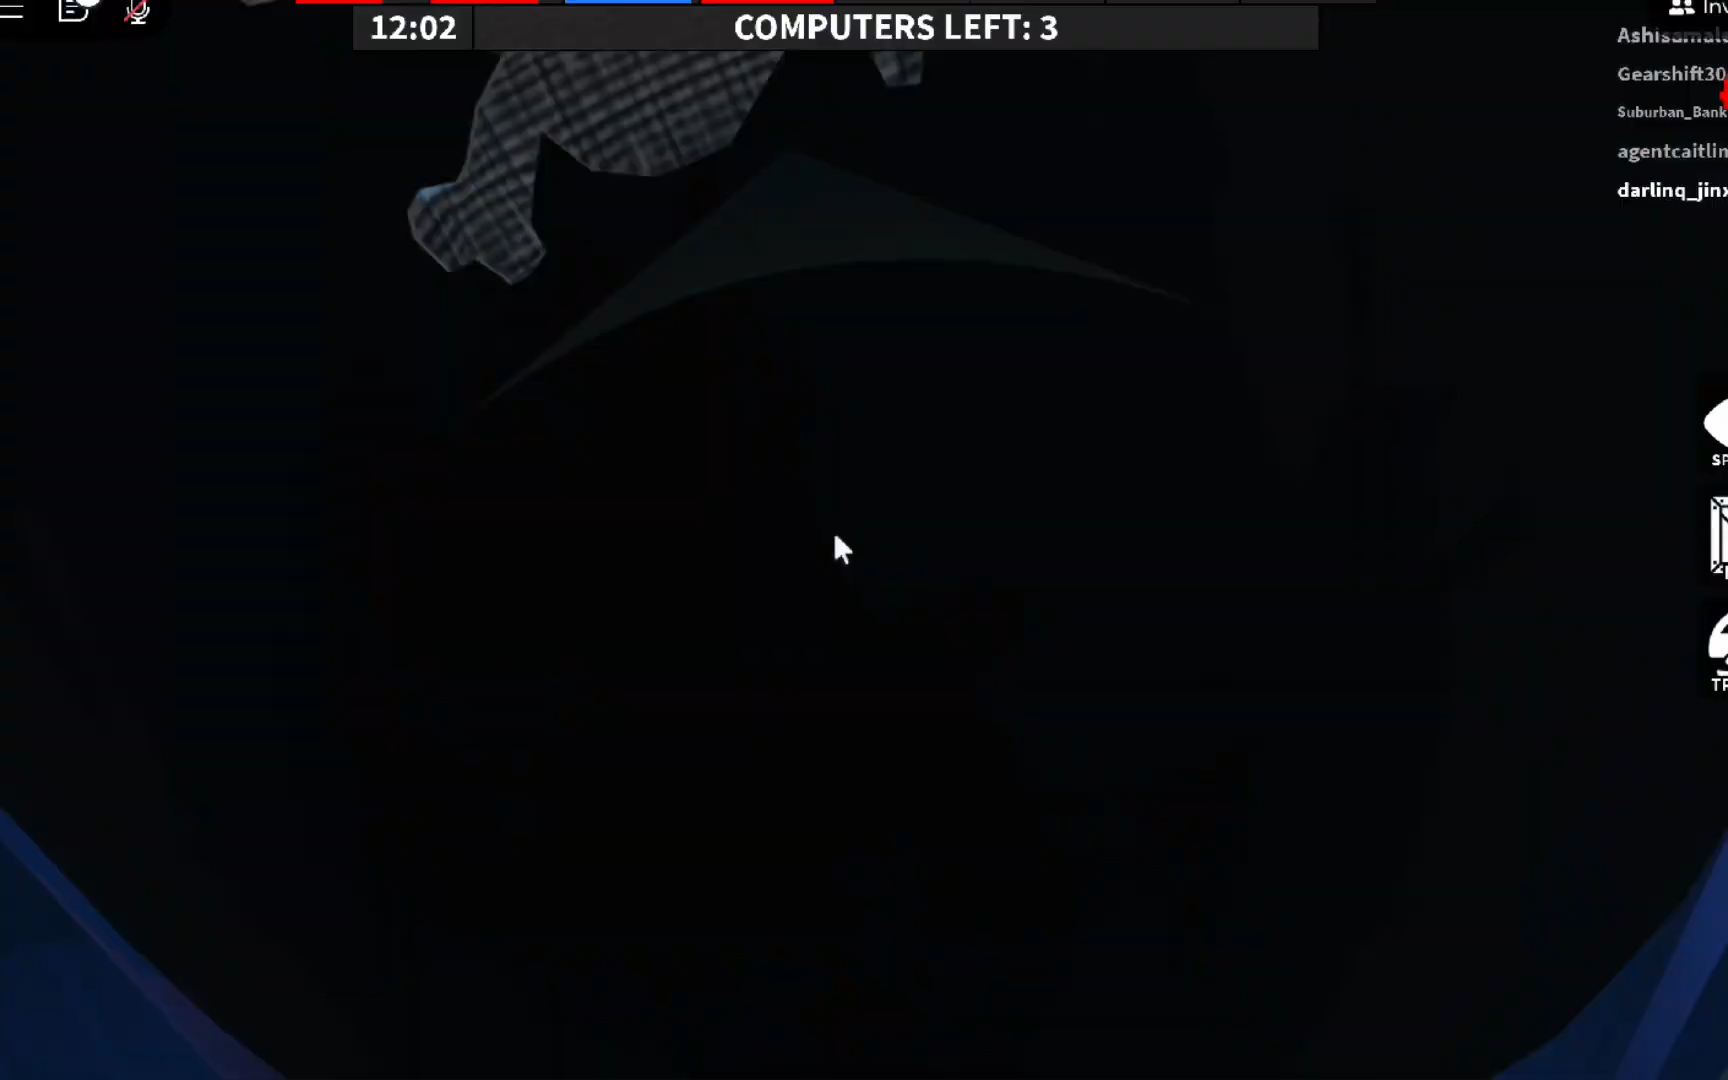 12:02 COMPUTERS LEFT: 3
Gearshift30
Suburban_Bank
agentcaitlin
darlinq_jinx